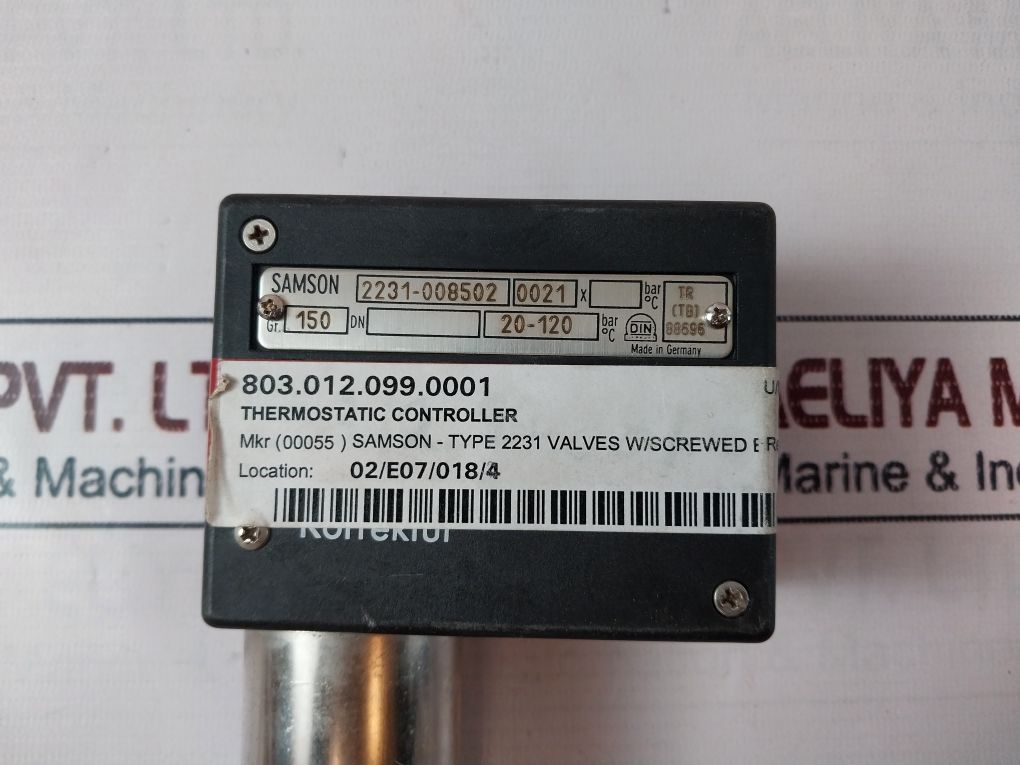 SAMSON 2231-008502 0021 x bar °C TR (TB) 88696
Gr. 150 DN 20-120 bar °C DIN
Made in Germany
803.012.099.0001
THERMOSTATIC CONTROLLER
Mkr (00055 ) SAMSON - TYPE 2231 VALVES W/SCREWED
Location: 02/E07/018/4
Korrektur
PVT. AELIYA M
& Machin Marine & Ind